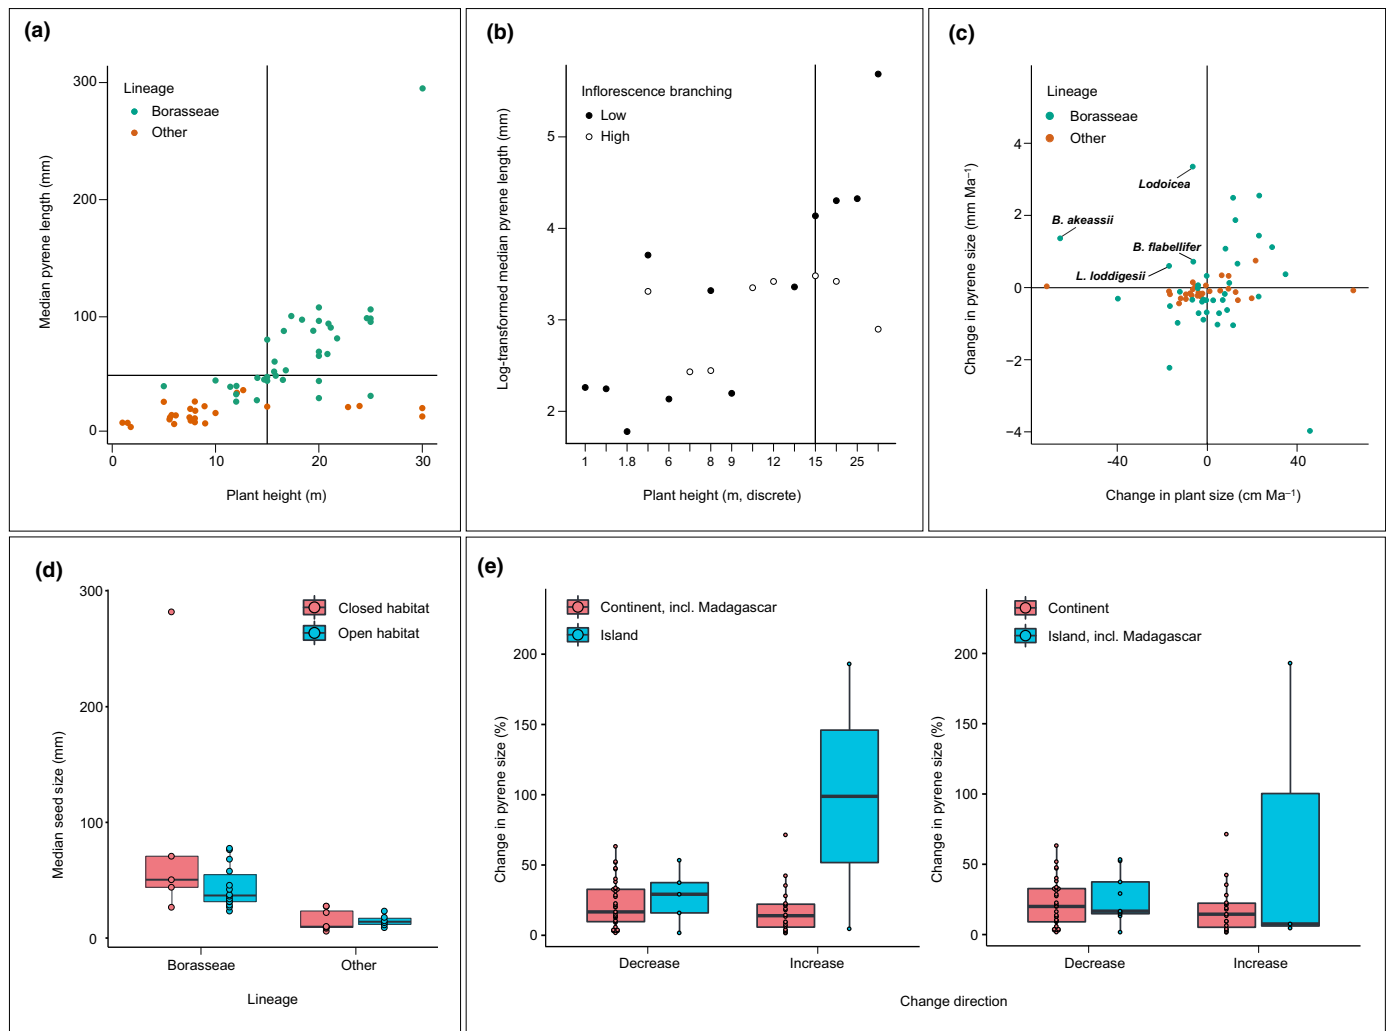 (a)
Lineage
Borasseae
Other
Median pyrene length (mm)
300
200
100
0
0
10
20
30
Plant height (m)
(b)
Inflorescence branching
Low
High
Log-transformed median pyrene length (mm)
5
4
3
2
1
1.8
6
8
9
12
15
25
Plant height (m, discrete)
(c)
Lineage
Borasseae
Other
Lodoicea
B. akeassii
B. flabellifer
L. loddigesii
Change in pyrene size (mm Ma⁻¹)
4
2
0
−2
−4
-40
0
40
Change in plant size (cm Ma⁻¹)
(d)
Closed habitat
Open habitat
Median seed size (mm)
300
200
100
0
Borasseae
Other
Lineage
(e)
Continent, incl. Madagascar
Island
Change in pyrene size (%)
200
150
100
50
0
Decrease
Increase
Continent
Island, incl. Madagascar
Change in pyrene size (%)
200
150
100
50
0
Decrease
Increase
Change direction